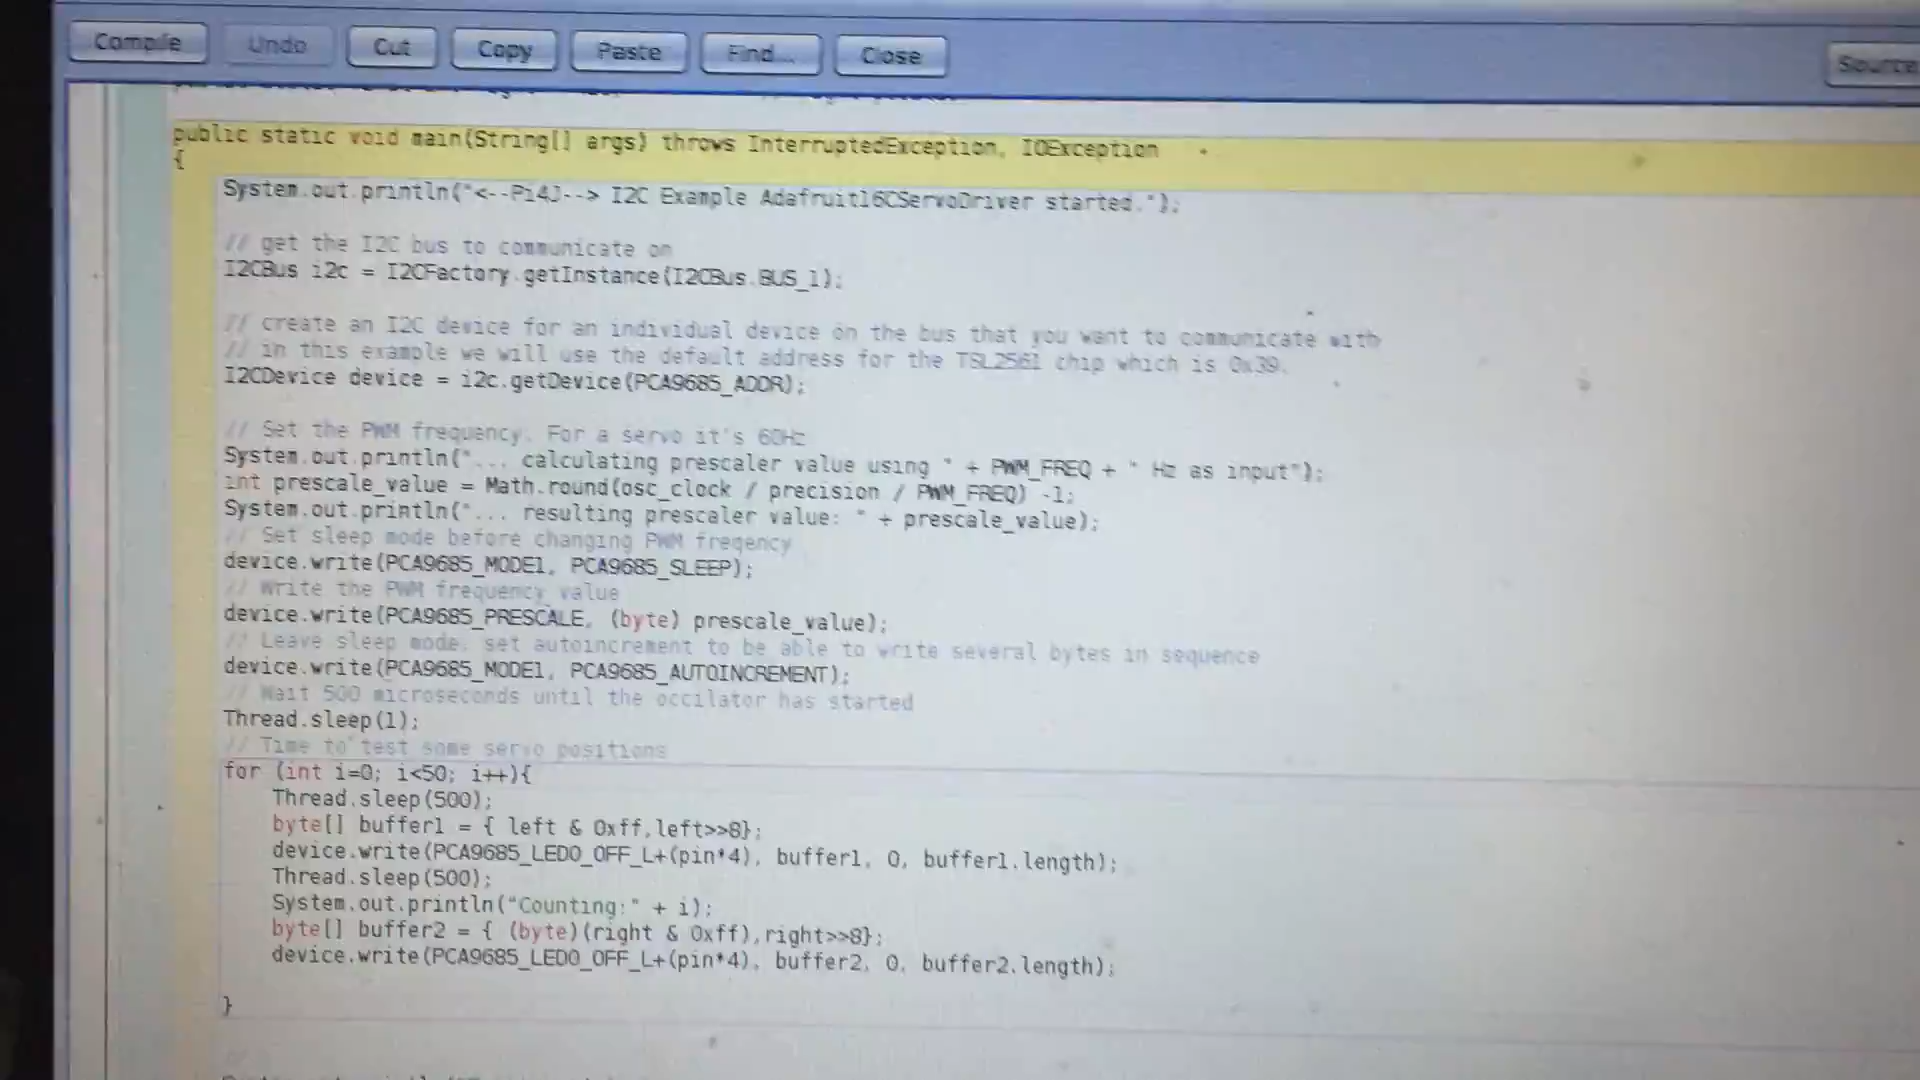 Compile Undo Cut Copy Paste Find... Close Source
public static void main(String[] args) throws InterruptedException, IOException
{
System.out.println("<--Pi4J--> I2C Example Adafruit16CServoDriver started.");
// get the I2C bus to communicate on
I2CBus i2c = I2CFactory.getInstance(I2CBus.BUS_1);
// create an I2C device for an individual device on the bus that you want to communicate with
// in this example we will use the default address for the TSL2561 chip which is 0x39.
I2CDevice device = i2c.getDevice(PCA9685_ADDR);
// Set the PWM frequency. For a servo it's 60Hz
System.out.println("... calculating prescaler value using " + PWM_FREQ + " Hz as input");
int prescale_value = Math.round(osc_clock / precision / PWM_FREQ) -1;
System.out.println("... resulting prescaler value: " + prescale_value);
// Set sleep mode before changing PWM freqency
device.write(PCA9685_MODE1, PCA9685_SLEEP);
// Write the PWM frequency value
device.write(PCA9685_PRESCALE, (byte) prescale_value);
// Leave sleep mode, set autoincrement to be able to write several bytes in sequence
device.write(PCA9685_MODE1, PCA9685_AUTOINCREMENT);
// Wait 500 microseconds until the occilator has started
Thread.sleep(1);
// Time to test some servo positions
for (int i=0; i<50; i++){
Thread.sleep(500);
byte[] buffer1 = { left & 0xff,left>>8};
device.write(PCA9685_LED0_OFF_L+(pin*4), buffer1, 0, buffer1.length);
Thread.sleep(500);
System.out.println("Counting:" + i);
byte[] buffer2 = { (byte)(right & 0xff),right>>8};
device.write(PCA9685_LED0_OFF_L+(pin*4), buffer2, 0, buffer2.length);
}